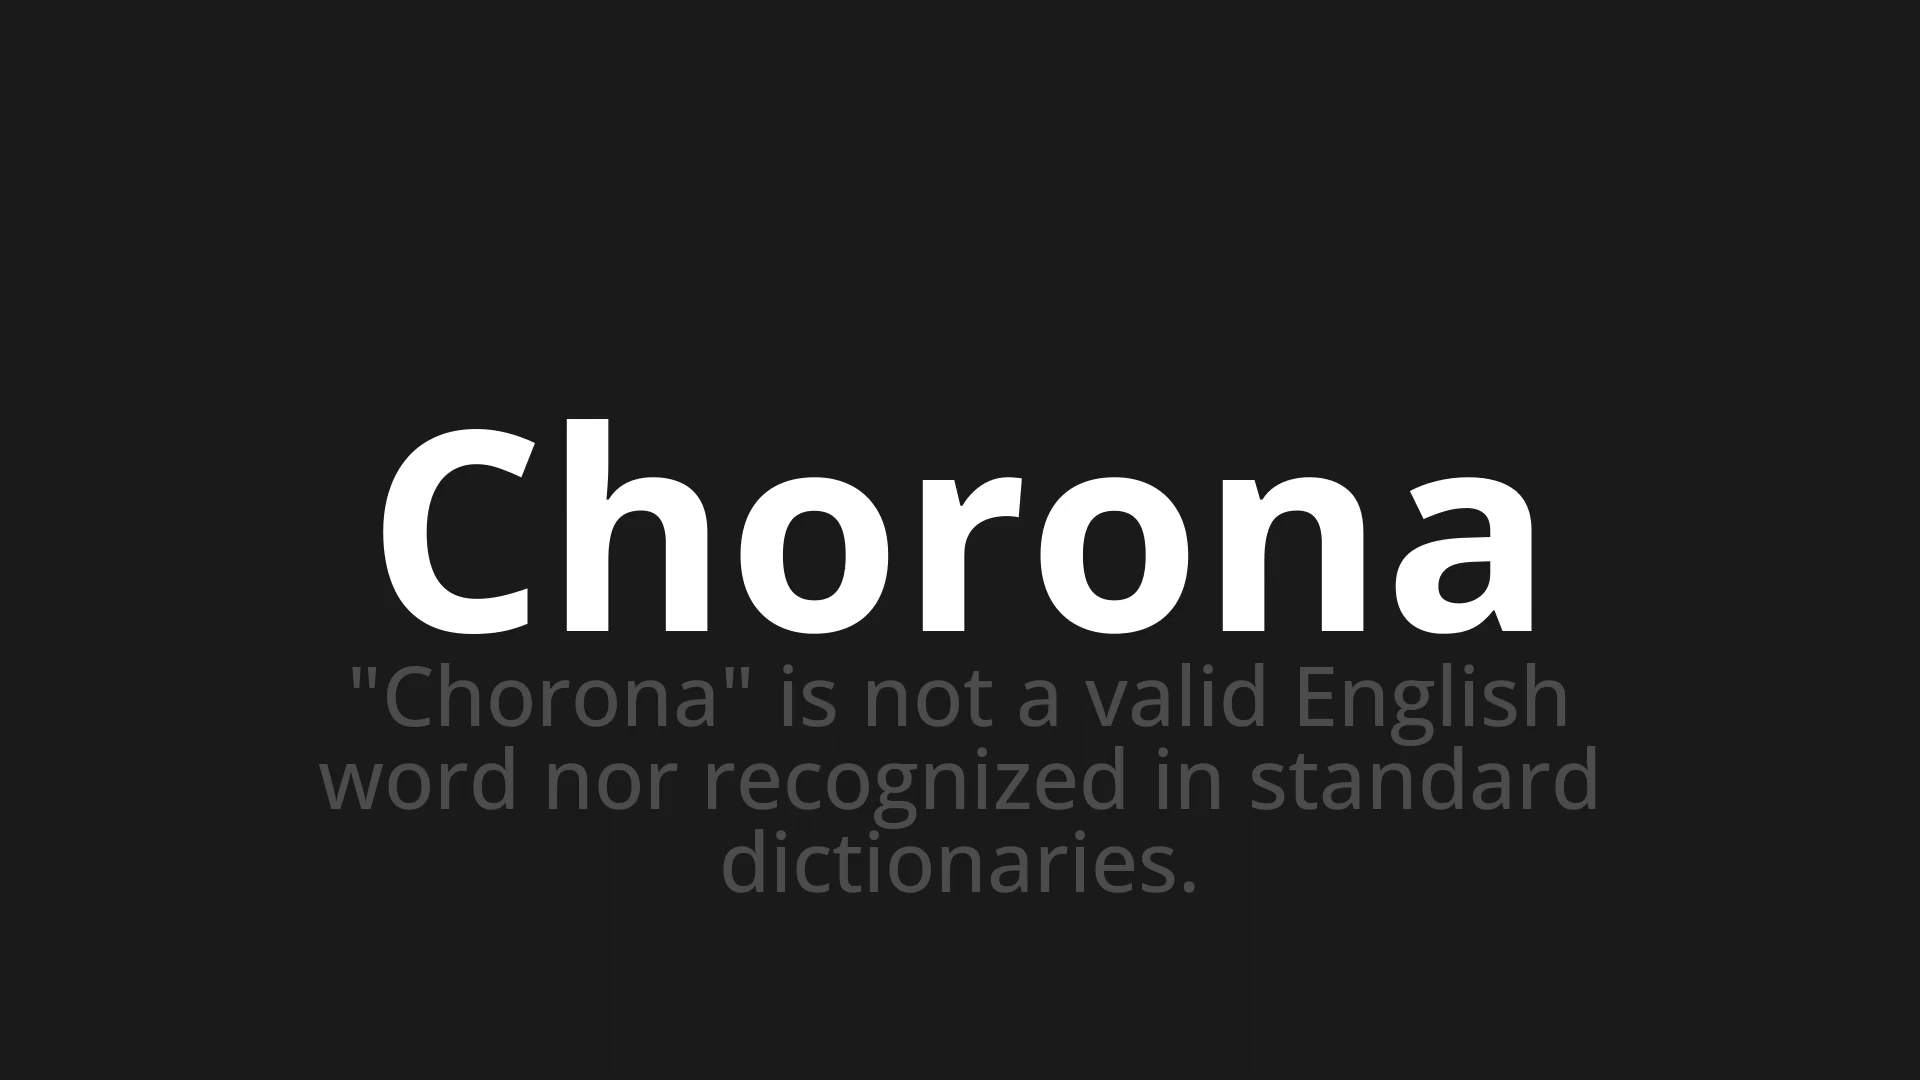 Chorona
"Chorona" is not a valid English
word nor recognized in standard
dictionaries.